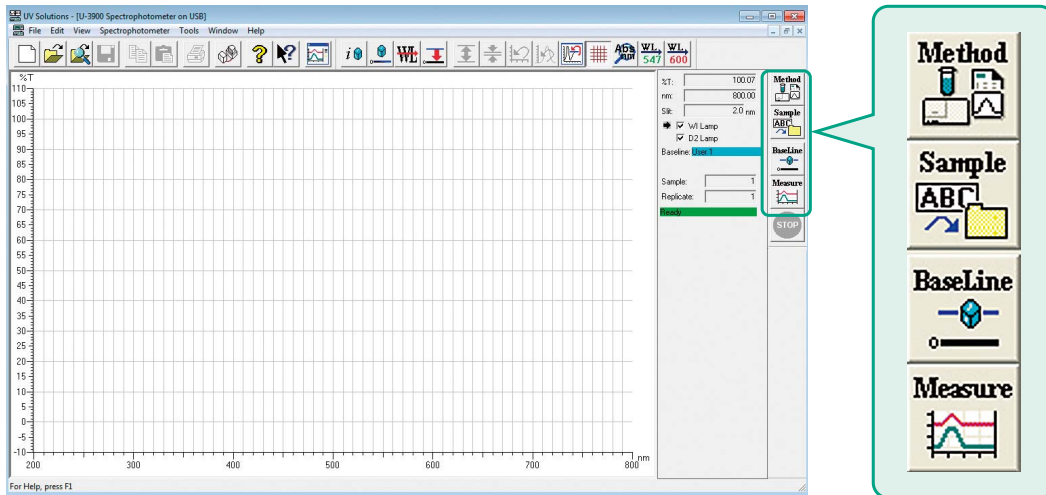 UV Solutions - [U-3900 Spectrophotometer on USB]
File Edit View Spectrophotometer Tools Window Help
WL
Abs
WL
547
WL
600
%T
110
105
100
95
90
85
80
75
70
65
60
55
50
45
40
35
30
25
20
15
10
5
0
-5
-10
200 300 400 500 600 700 800 nm
%T: 100.07
nm: 800.00
Slit: 2.0 nm
WI Lamp
D2 Lamp
Baseline: User 1
Sample: 1
Replicate: 1
Ready
Method
Sample
ABC
BaseLine
Measure
STOP
For Help, press F1
Method
Sample
ABC
BaseLine
0
Measure